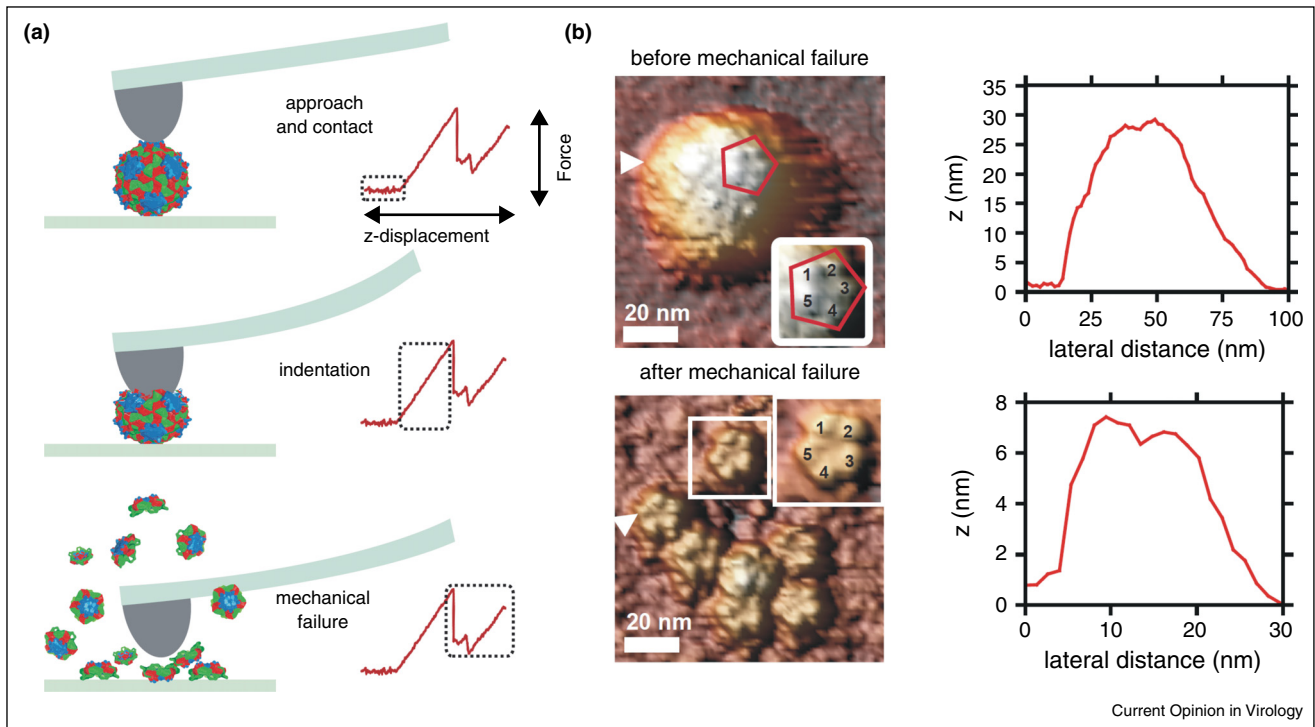 (a)
approach
and contact
Force
z-displacement
indentation
mechanical
failure
(b)
before mechanical failure
1 2
3
5 4
20 nm
35
30
25
20
15
10
5
0
z (nm)
0 25 50 75 100
lateral distance (nm)
after mechanical failure
1 2
5 3
4
20 nm
8
6
4
2
0
z (nm)
0 10 20 30
lateral distance (nm)
Current Opinion in Virology